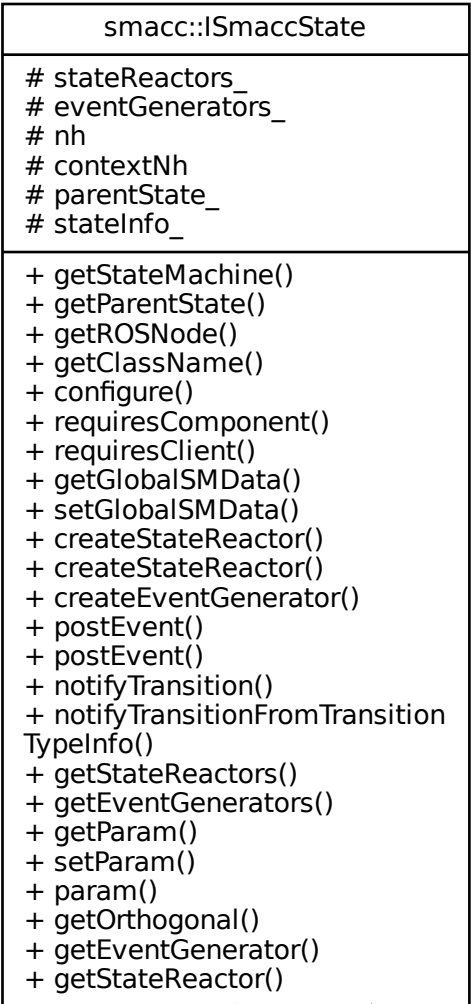 smacc::ISmaccState
# stateReactors_
# eventGenerators_
# nh
# contextNh
# parentState_
# stateInfo_
+ getStateMachine()
+ getParentState()
+ getROSNode()
+ getClassName()
+ configure()
+ requiresComponent()
+ requiresClient()
+ getGlobalSMData()
+ setGlobalSMData()
+ createStateReactor()
+ createStateReactor()
+ createEventGenerator()
+ postEvent()
+ postEvent()
+ notifyTransition()
+ notifyTransitionFromTransition
TypeInfo()
+ getStateReactors()
+ getEventGenerators()
+ getParam()
+ setParam()
+ param()
+ getOrthogonal()
+ getEventGenerator()
+ getStateReactor()